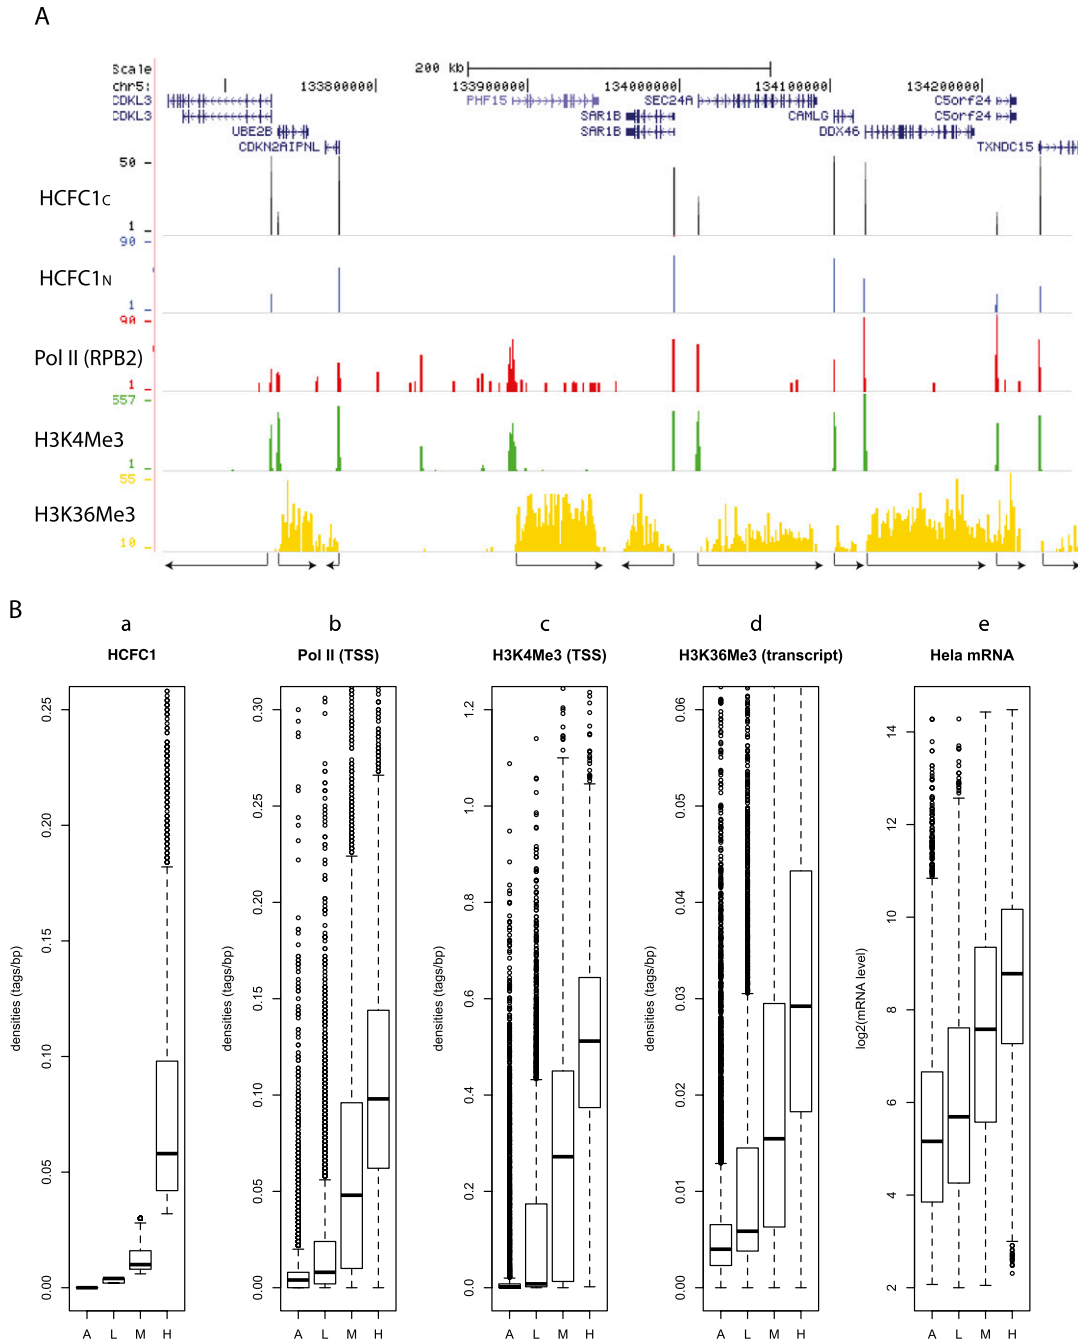 A
Scale
200 kb
chr5:
133800000
133900000
134000000
134100000
134200000
CDKL3
PHF15
SEC24A
C5orf24
CDKL3
SAR1B
CAMLG
C5orf24
UBE2B
SAR1B
DDX46
CDKN2AIPNL
TXNDC15
50
HCFC1C
1
90
HCFC1N
1
90
Pol II (RPB2)
1
557
H3K4Me3
1
55
H3K36Me3
10
B
a
HCFC1
densities (tags/bp)
0.25
0.20
0.15
0.10
0.05
0.00
A L M H
b
Pol II (TSS)
densities (tags/bp)
0.30
0.25
0.20
0.15
0.10
0.05
0.00
A L M H
c
H3K4Me3 (TSS)
densities (tags/bp)
1.2
1.0
0.8
0.6
0.4
0.2
0.0
A L M H
d
H3K36Me3 (transcript)
densities (tags/bp)
0.06
0.05
0.04
0.03
0.02
0.01
0.00
A L M H
e
Hela mRNA
log2(mRNA level)
14
12
10
8
6
4
2
A L M H